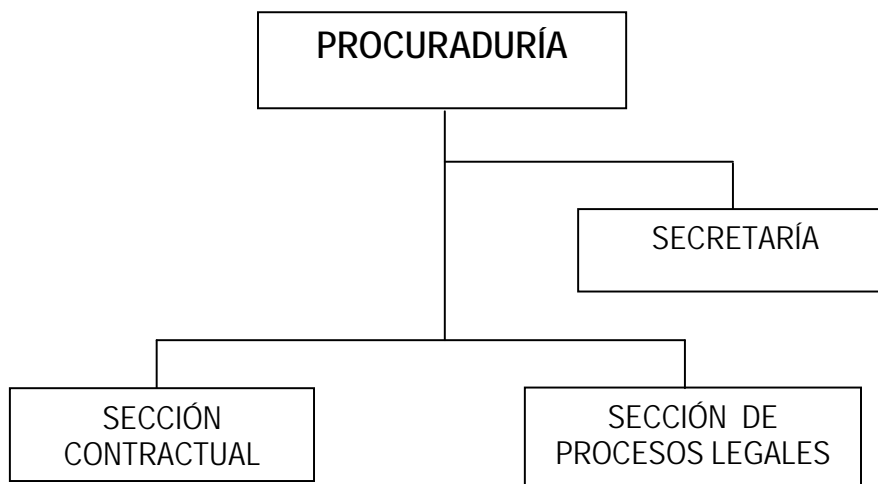 PROCURADURÍA
SECRETARÍA
SECCIÓN
CONTRACTUAL
SECCIÓN DE
PROCESOS LEGALES